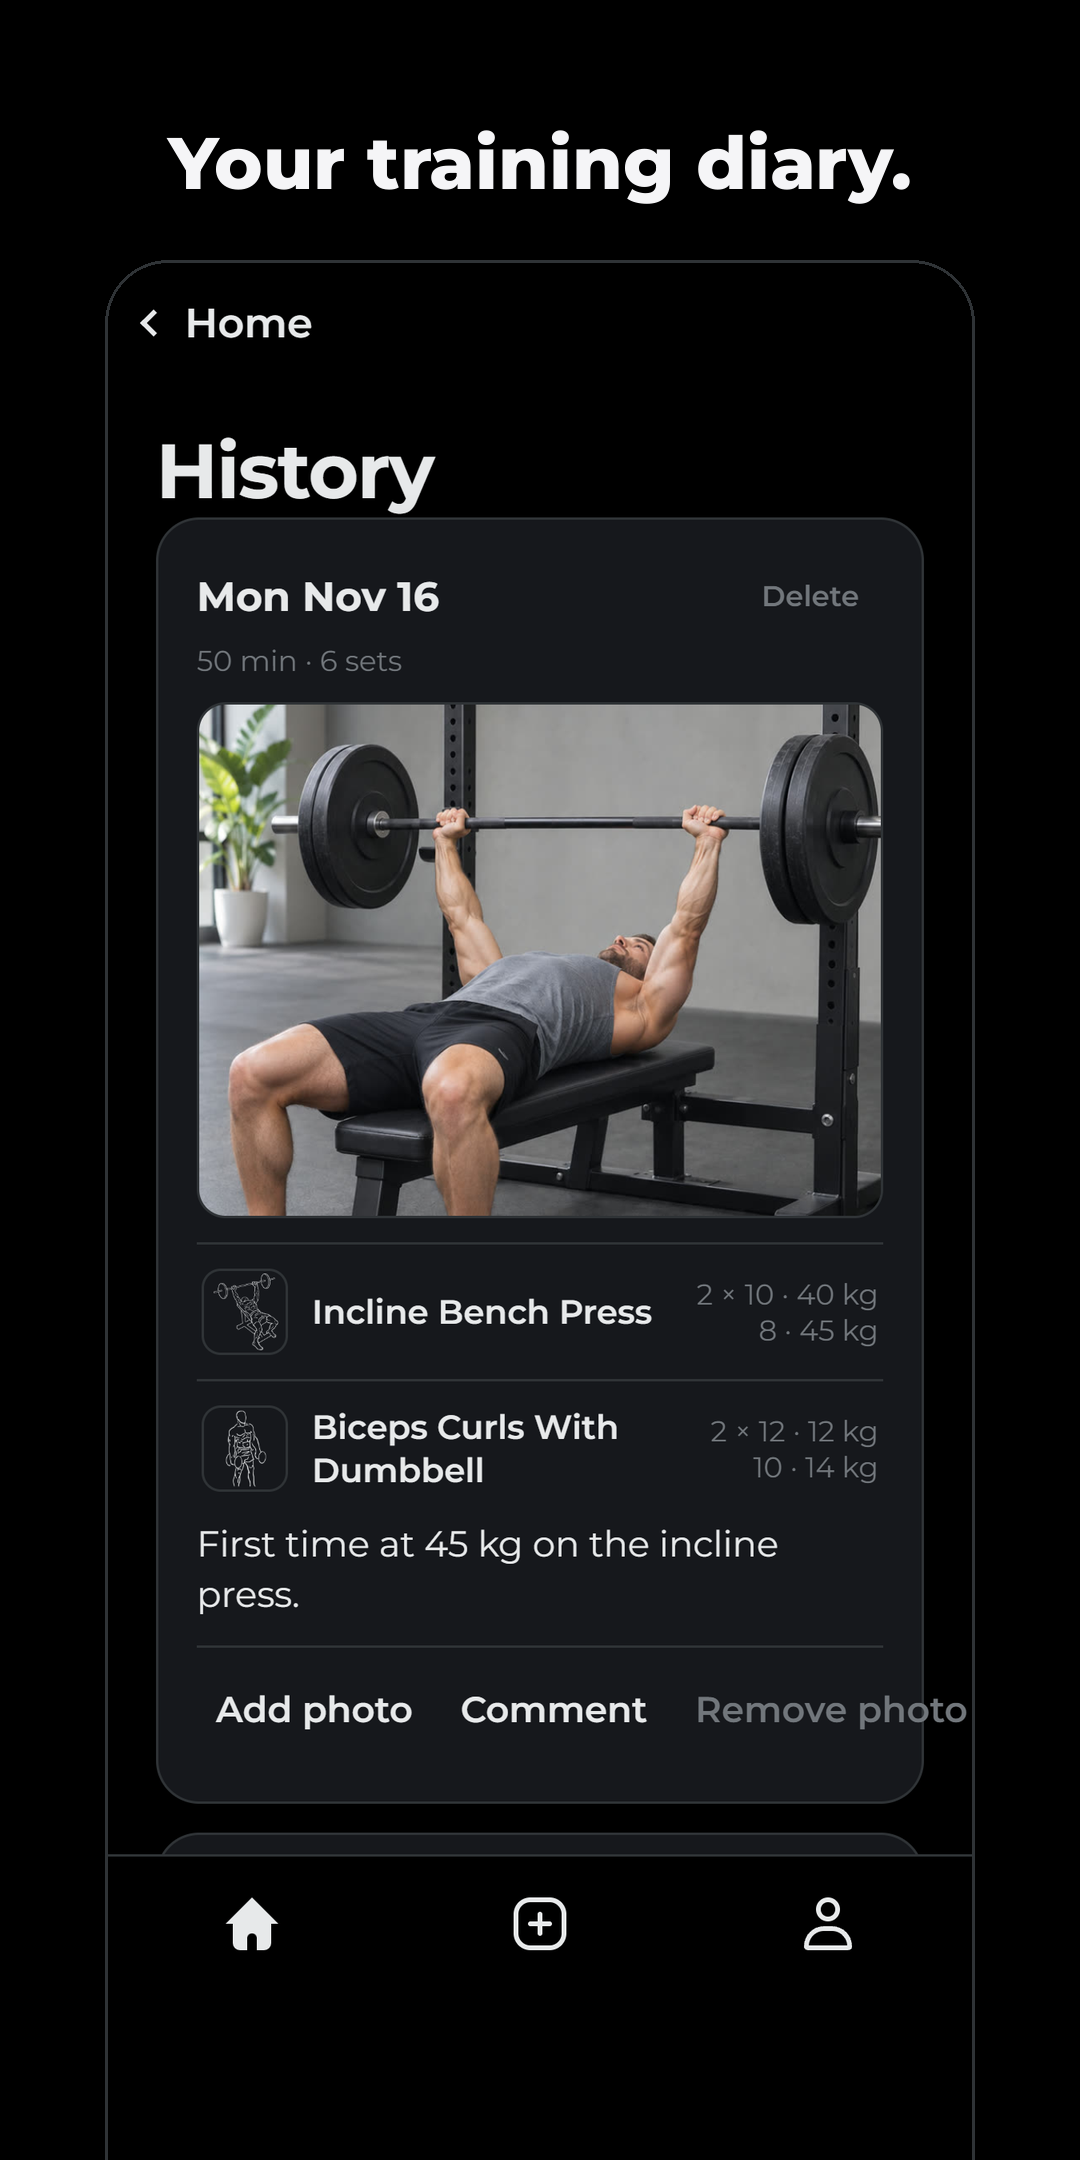 Your training diary.
Home
History
Mon Nov 16
Delete
50 min · 6 sets
Incline Bench Press
2 × 10 · 40 kg
8 · 45 kg
Biceps Curls With
Dumbbell
2 × 12 · 12 kg
10 · 14 kg
First time at 45 kg on the incline
press.
Add photo Comment Remove photo